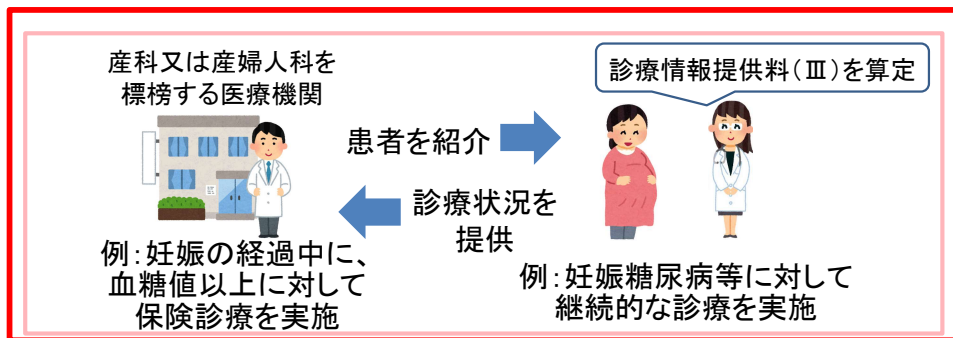 産科又は産婦人科を
標榜する医療機関
診療情報提供料(Ⅲ)を算定
患者を紹介
診療状況を
提供
例:妊娠の経過中に、
血糖値以上に対して
保険診療を実施
例:妊娠糖尿病等に対して
継続的な診療を実施